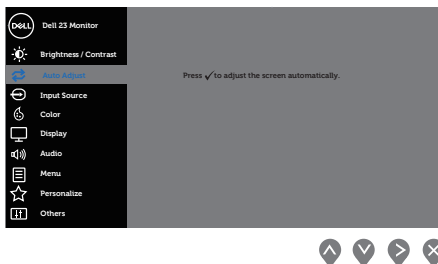 DELL
Dell 23 Monitor
Brightness / Contrast
Auto Adjust
Press ✓ to adjust the screen automatically.
Input Source
Color
Display
Audio
Menu
Personalize
Others